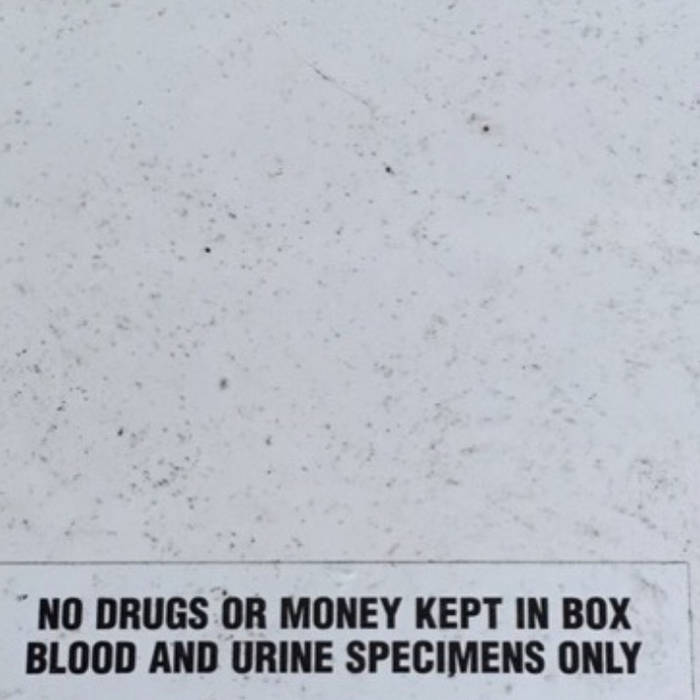 NO DRUGS OR MONEY KEPT IN BOX
BLOOD AND URINE SPECIMENS ONLY